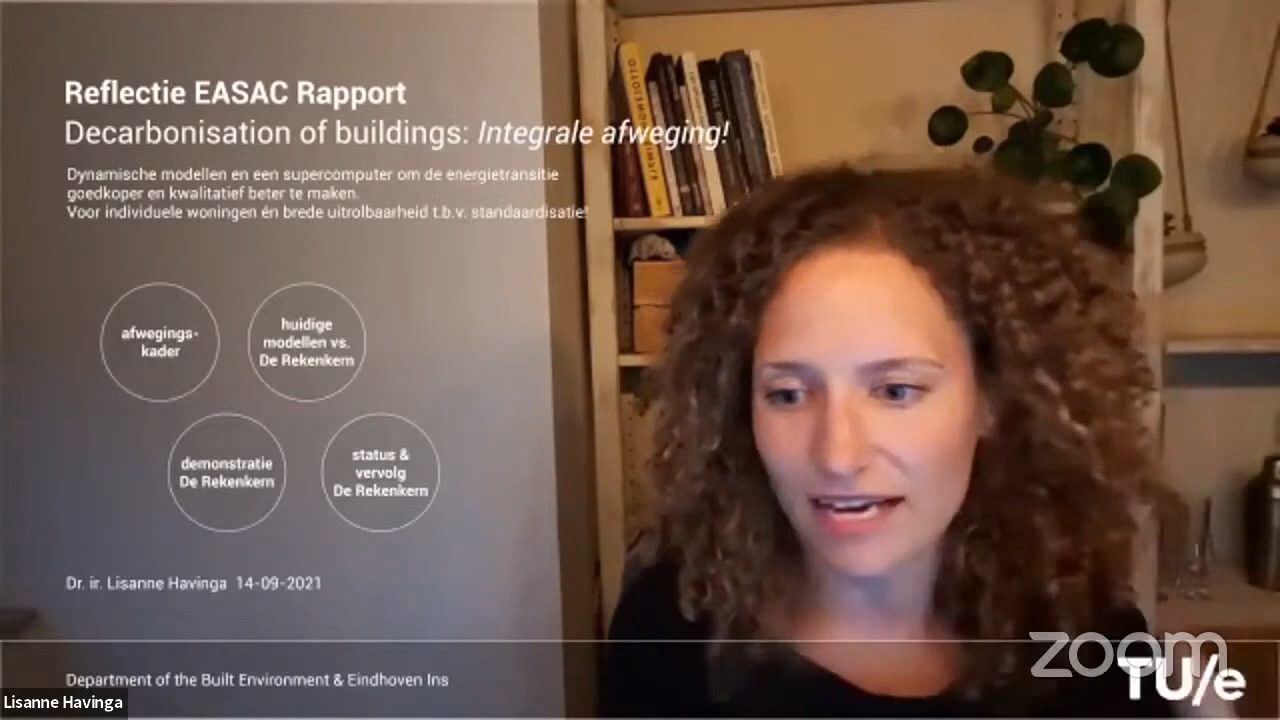 Reflectie EASAC Rapport
Decarbonisation of buildings: Integrale afweging!
Dynamische modellen en een supercomputer om de energietransitie
goedkoper en kwalitatief beter te maken.
Voor individuele woningen én brede uitrolbaarheid t.b.v. standaardisatie!
afwegings-
kader
huidige
modellen vs.
De Rekenkern
demonstratie
De Rekenkern
status &
vervolg
De Rekenkern
Dr. ir. Lisanne Havinga 14-09-2021
Department of the Built Environment & Eindhoven Ins
Lisanne Havinga
zoom
TU/e